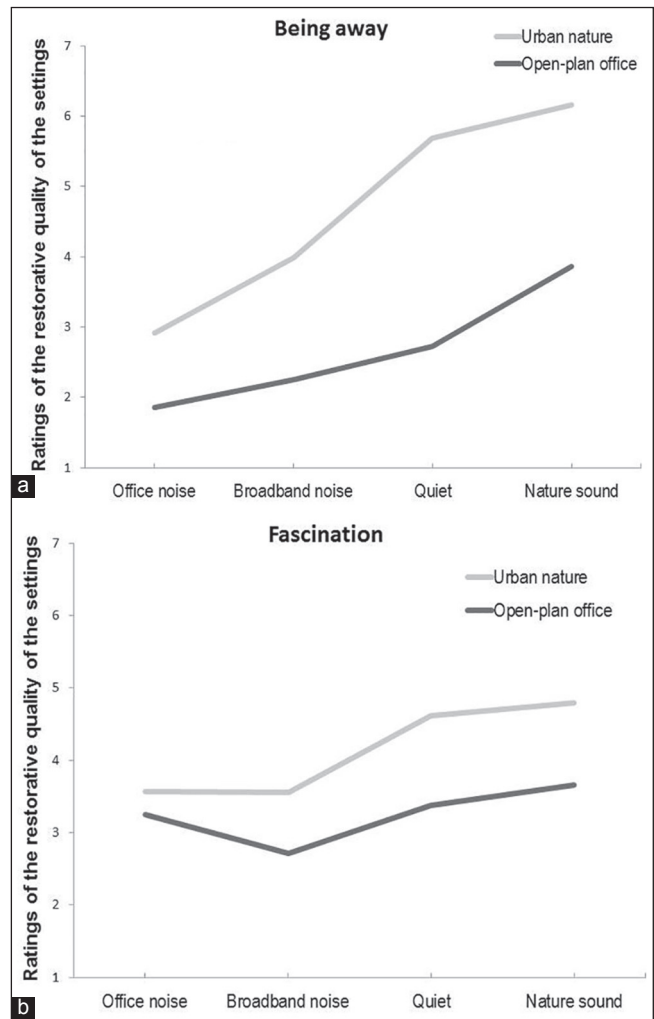 Being away
Urban nature
Open-plan office
Ratings of the restorative quality of the settings
7
6
5
4
3
2
1
a
Office noise Broadband noise Quiet Nature sound
Fascination
Urban nature
Open-plan office
Ratings of the restorative quality of the settings
7
6
5
4
3
2
1
Office noise Broadband noise Quiet Nature sound
b